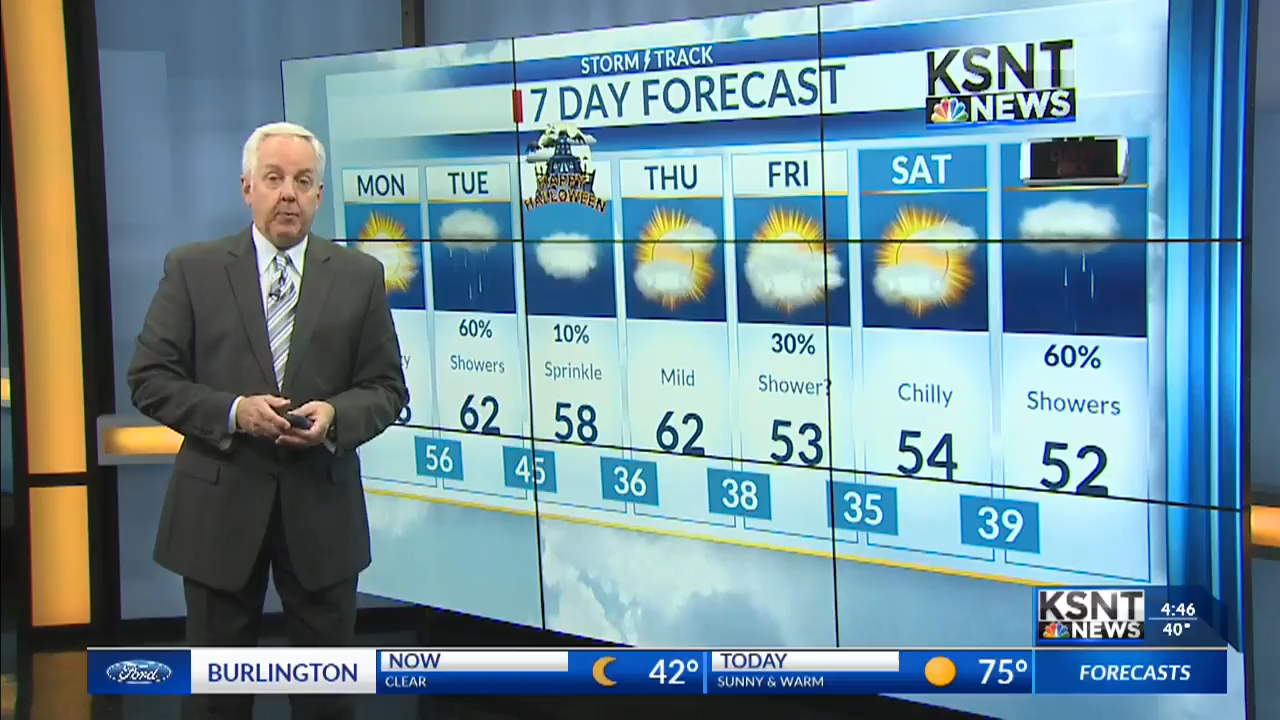 STORM TRACK
7 DAY FORECAST
KSNT
NEWS
MON
TUE
60%
Showers
62
HAPPY
HALLOWEEN
10%
Sprinkle
58
THU
Mild
62
FRI
30%
Shower?
53
SAT
Chilly
54
60%
Showers
52
56
45
36
38
35
39
KSNT
NEWS
4:46
40°
Ford
BURLINGTON
NOW
CLEAR
42°
TODAY
SUNNY & WARM
75°
FORECASTS